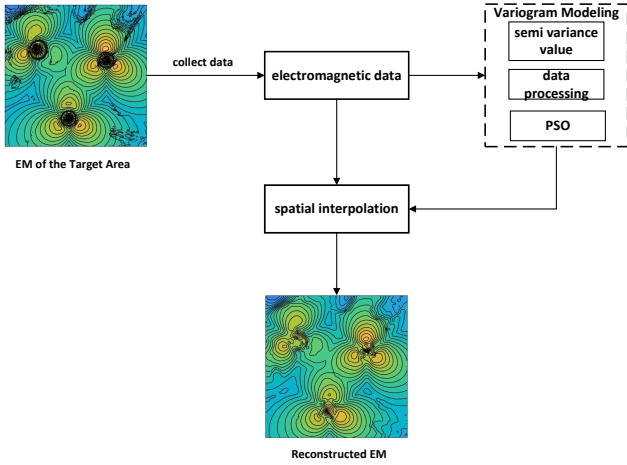 Variogram Modeling
semi variance
value
data
processing
PSO
collect data
electromagnetic data
EM of the Target Area
spatial interpolation
Reconstructed EM